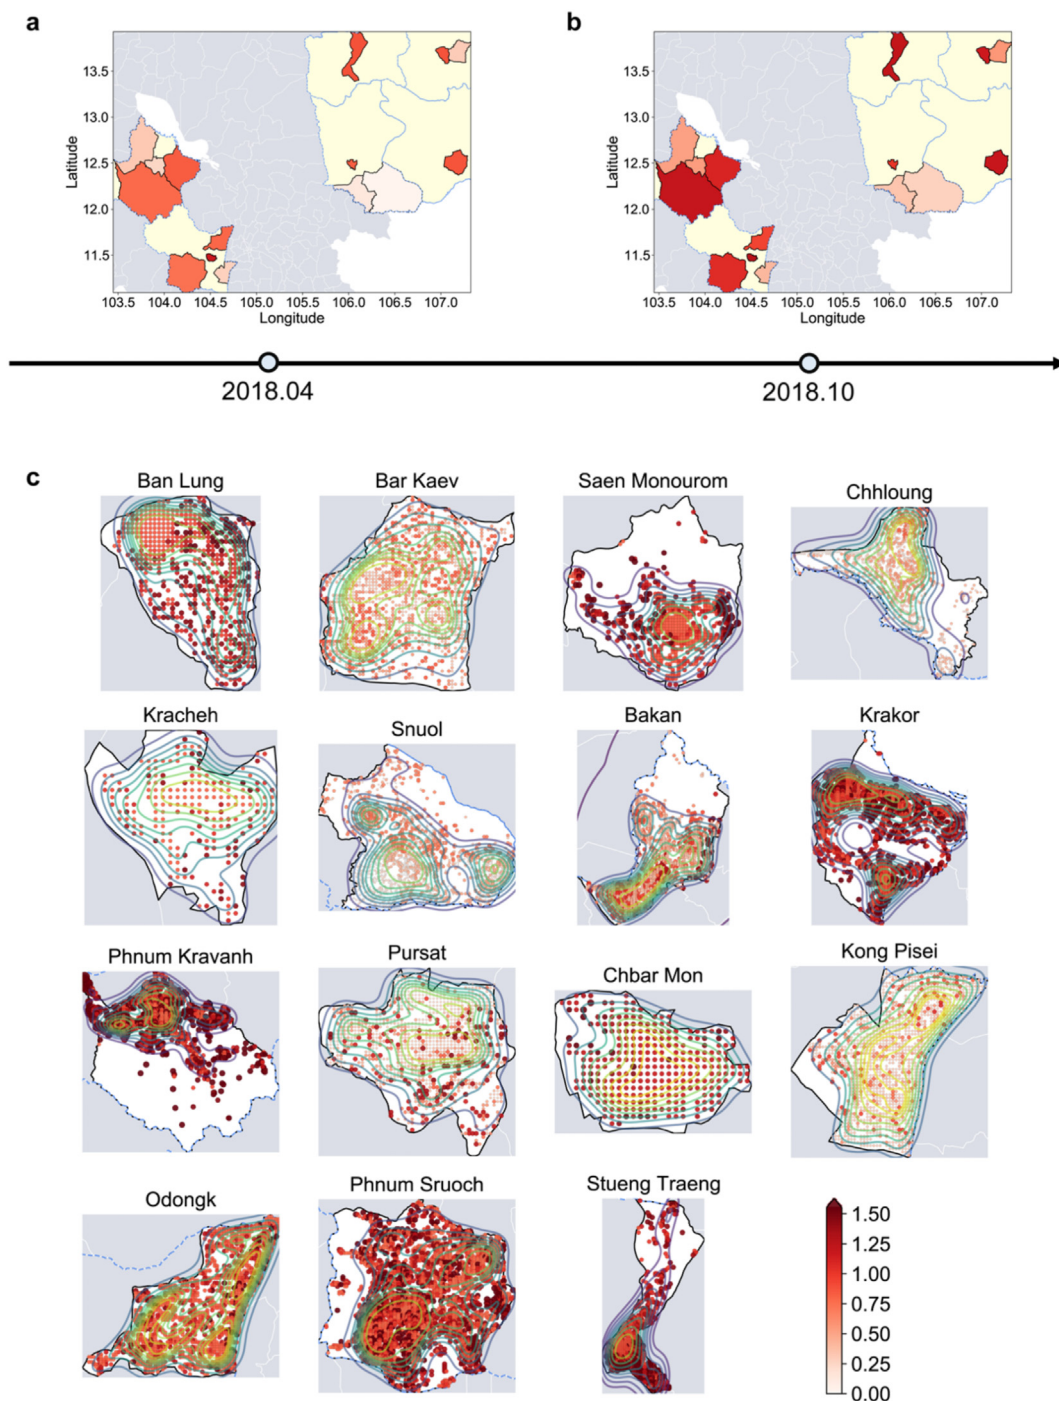 a
b
13.5
13.0
12.5
12.0
11.5
Latitude
103.5 104.0 104.5 105.0 105.5 106.0 106.5 107.0
Longitude
13.5
13.0
12.5
12.0
11.5
Latitude
103.5 104.0 104.5 105.0 105.5 106.0 106.5 107.0
Longitude
2018.04
2018.10
c
Ban Lung
Bar Kaev
Saen Monourom
Chhloung
Kracheh
Snuol
Bakan
Krakor
Phnum Kravanh
Pursat
Chbar Mon
Kong Pisei
Odongk
Phnum Sruoch
Stueng Traeng
1.50
1.25
1.00
0.75
0.50
0.25
0.00